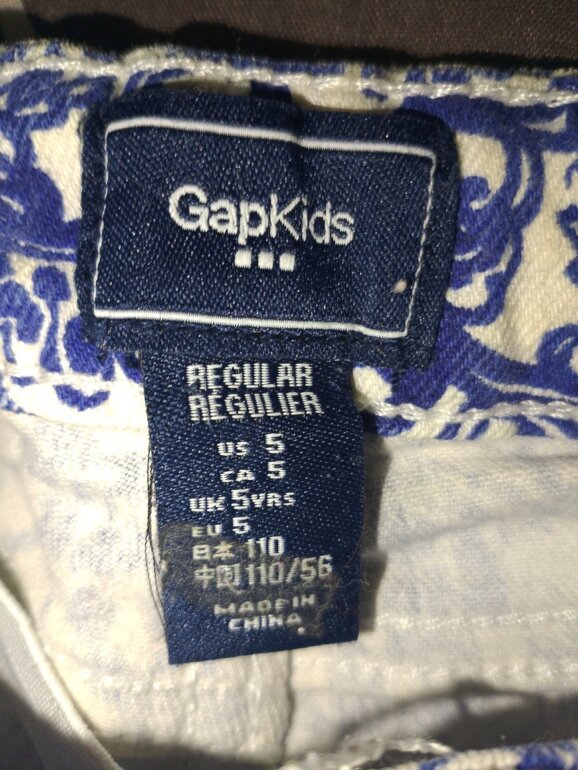 GapKids
REGULAR
RÉGULIER
US 5
CA 5
UK 5YRS
EU 5
日本 110
中国 110/56
MADE IN
CHINA